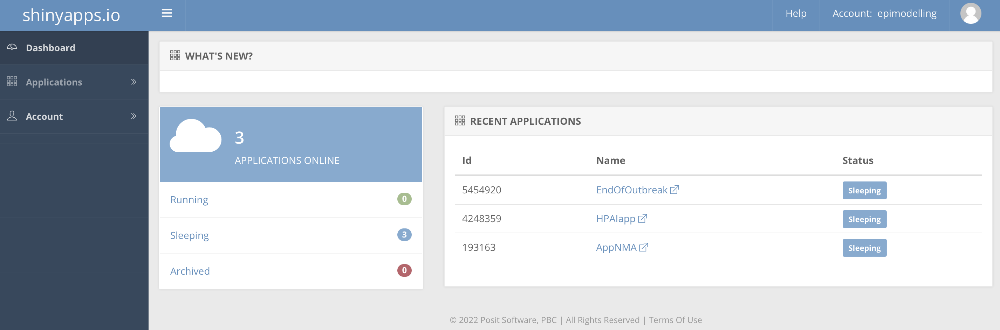 shinyapps.io
Help
Account: epimodelling
Dashboard
Applications
Account
WHAT'S NEW?
3
APPLICATIONS ONLINE
Running 0
Sleeping 3
Archived 0
RECENT APPLICATIONS
Id Name Status
5454920 EndOfOutbreak Sleeping
4248359 HPAIapp Sleeping
193163 AppNMA Sleeping
© 2022 Posit Software, PBC | All Rights Reserved | Terms Of Use